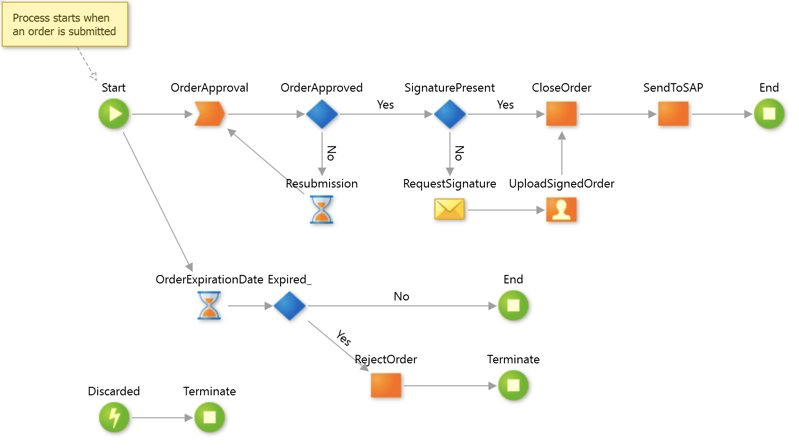 Process starts when
an order is submitted
Start
OrderApproval
OrderApproved
SignaturePresent
CloseOrder
SendToSAP
End
Yes
Yes
No
No
Resubmission
RequestSignature
UploadSignedOrder
OrderExpirationDate
Expired_
End
No
Yes
RejectOrder
Terminate
Discarded
Terminate